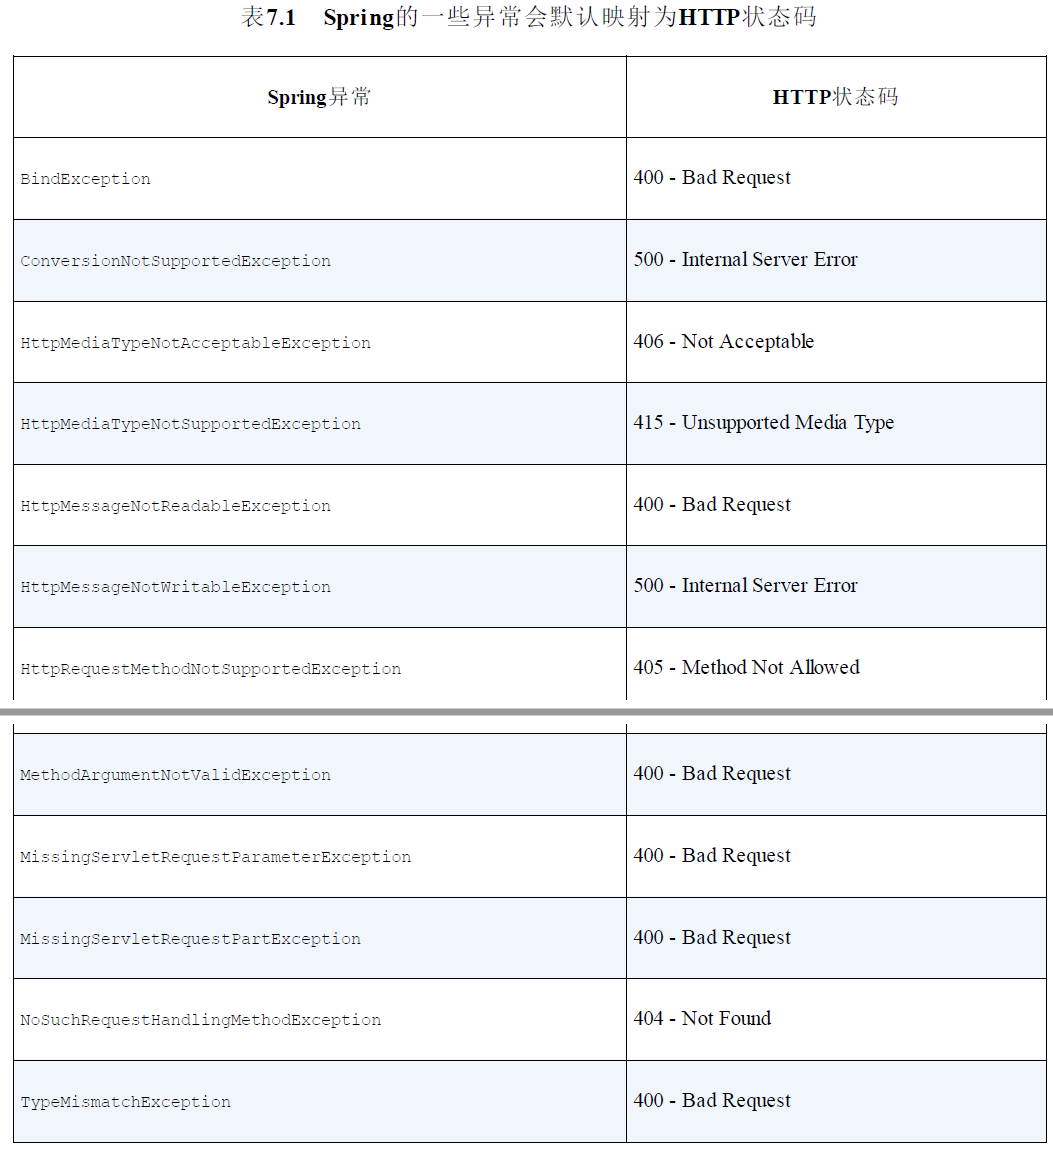 表7.1 Spring的一些异常会默认映射为HTTP状态码
Spring异常 HTTP状态码
BindException 400 - Bad Request
ConversionNotSupportedException 500 - Internal Server Error
HttpMediaTypeNotAcceptableException 406 - Not Acceptable
HttpMediaTypeNotSupportedException 415 - Unsupported Media Type
HttpMessageNotReadableException 400 - Bad Request
HttpMessageNotWritableException 500 - Internal Server Error
HttpRequestMethodNotSupportedException 405 - Method Not Allowed
MethodArgumentNotValidException 400 - Bad Request
MissingServletRequestParameterException 400 - Bad Request
MissingServletRequestPartException 400 - Bad Request
NoSuchRequestHandlingMethodException 404 - Not Found
TypeMismatchException 400 - Bad Request